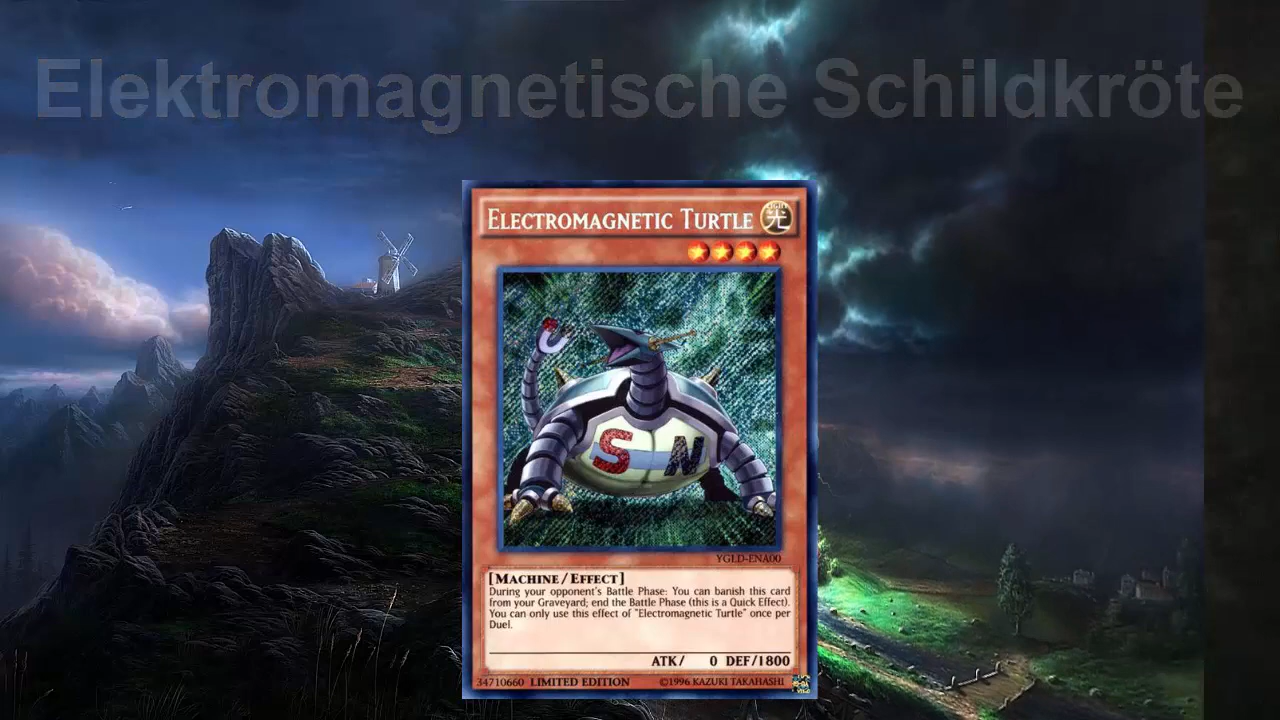 Elektromagnetische Schildkröte
ELECTROMAGNETIC TURTLE
LIGHT
光
S N
YGLD-ENA00
[MACHINE/EFFECT]
During your opponent's Battle Phase: You can banish this card
from your Graveyard; end the Battle Phase (this is a Quick Effect).
You can only use this effect of "Electromagnetic Turtle" once per
Duel.
ATK/ 0 DEF/1800
34710660 LIMITED EDITION ©1996 KAZUKI TAKAHASHI